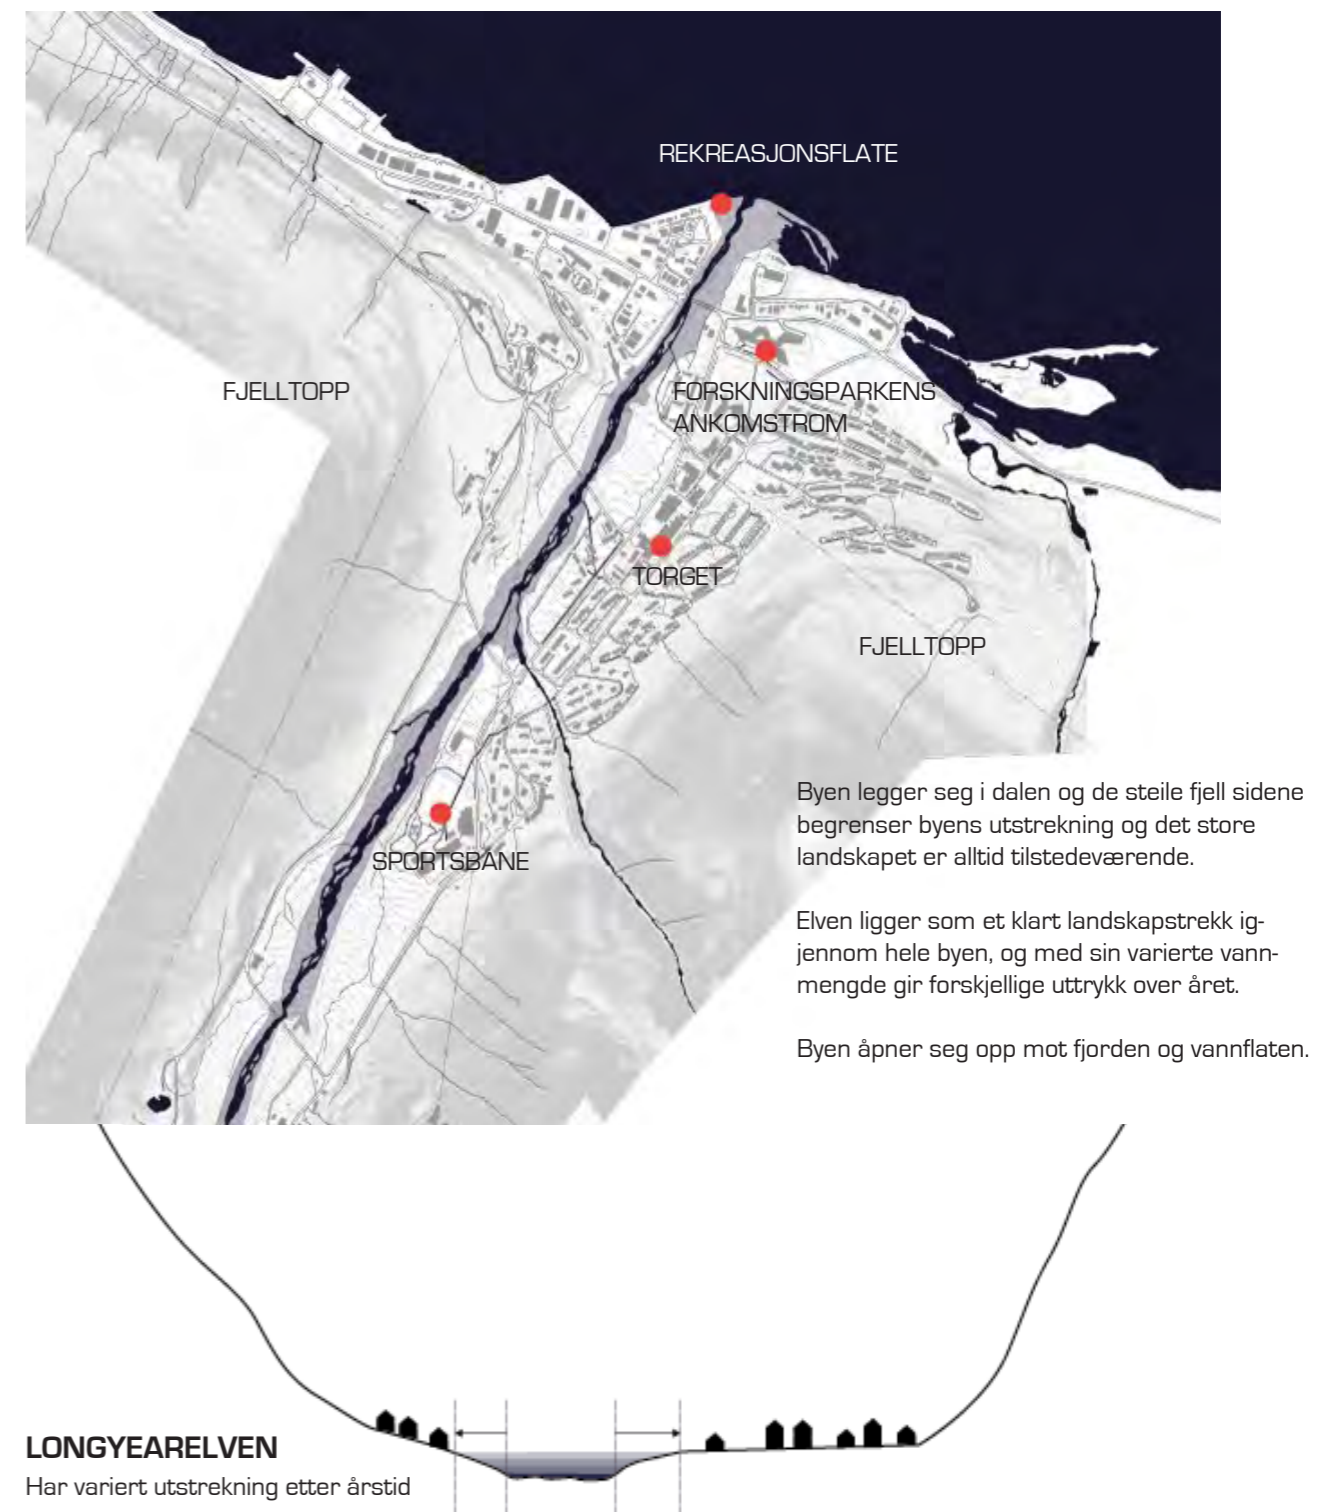 REKREASJONSFLATE
FJELLTOPP
FORSKNINGSPARKENS
ANKOMSTROM
TORGET
FJELLTOPP
SPORTSBANE
Byen legger seg i dalen og de steile fjell sidene
begrenser byens utstrekning og det store
landskapet er alltid tilstedeværende.
Elven ligger som et klart landskapstrekk ig-
jennom hele byen, og med sin varierte vann-
mengde gir forskjellige uttrykk over året.
Byen åpner seg opp mot fjorden og vannflaten.
LONGYEARELVEN
Har variert utstrekning etter årstid